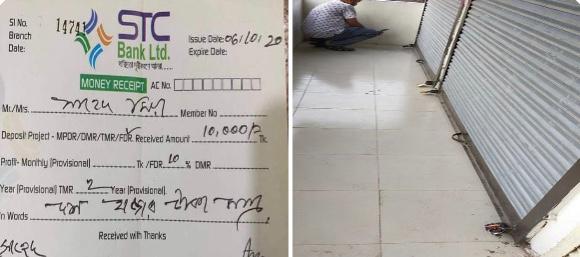 Sl No. 14741
STC
Branch
Bank Ltd.
Issue Date: 06/01/20
Date:
Expire Date:
MONEY RECEIPT AC No.
Mr./Mrs. Member No
Deposit Project - MPDR/DMR/TMR/FDR Received Amount 10,000/= Tk.
Profit- Monthly (Provisional) Tk /FDR 10 % DMR
Year (Provisional) TMR 2 Year (Provisional)
In Words দশ হাজার টাকা মাত্র
Received with Thanks